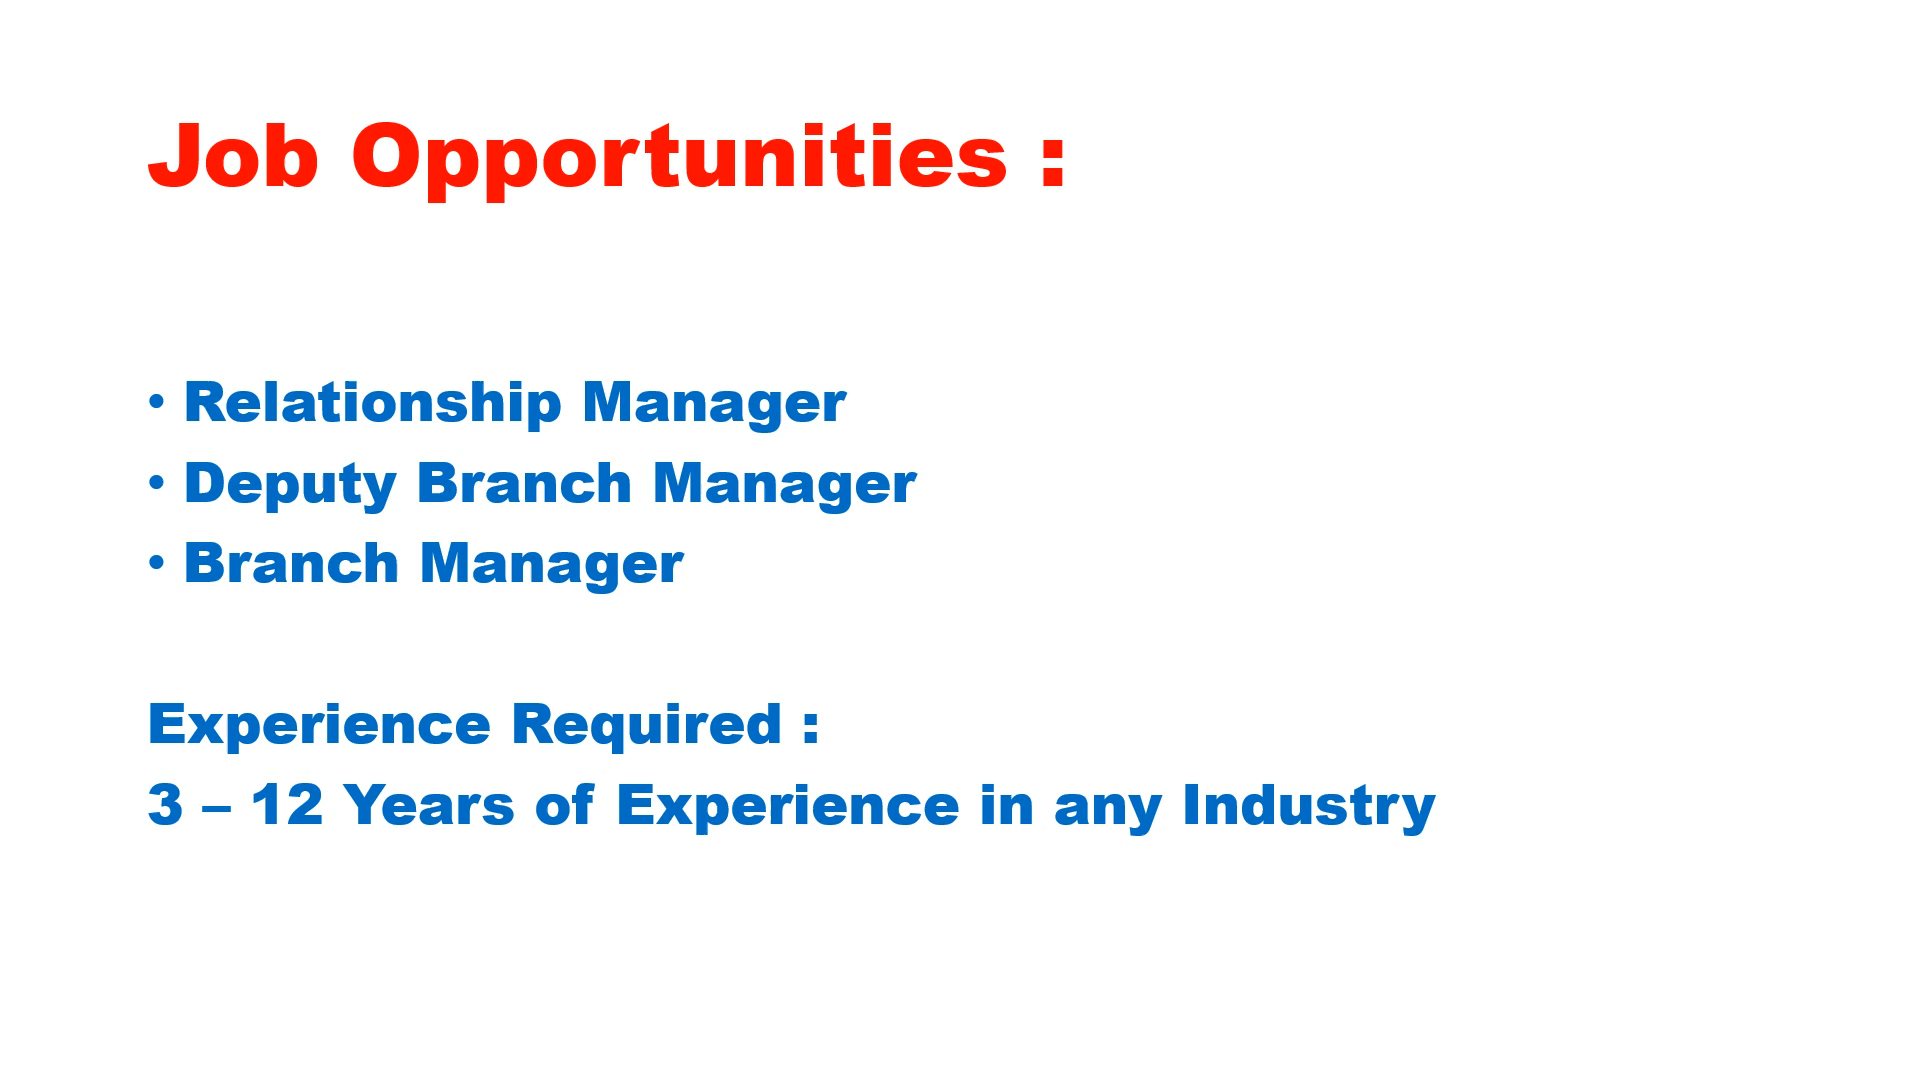 Job Opportunities :
• Relationship Manager
• Deputy Branch Manager
• Branch Manager
Experience Required :
3 – 12 Years of Experience in any Industry